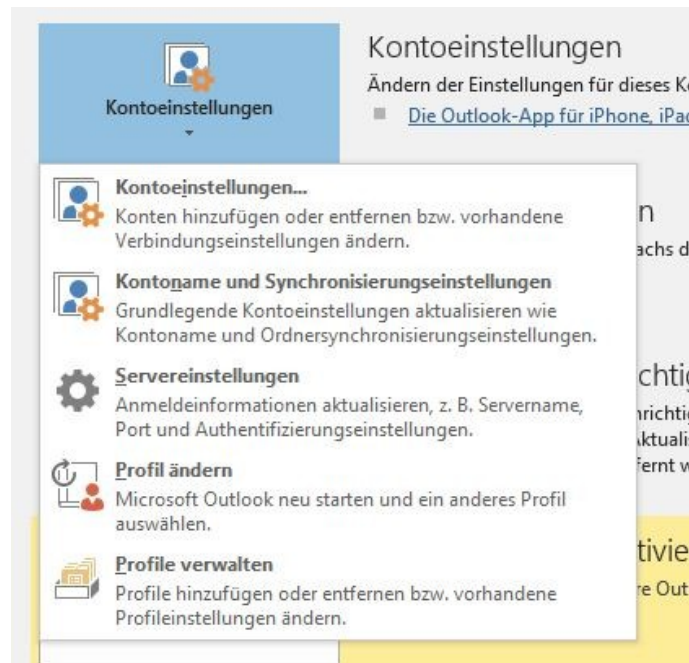 Kontoeinstellungen
Kontoeinstellungen
Ändern der Einstellungen für dieses
Die Outlook-App für iPhone,
Kontoeinstellungen...
Konten hinzufügen oder entfernen bzw. vorhandene
Verbindungseinstellungen ändern.
Kontoname und Synchronisierungseinstellungen
Grundlegende Kontoeinstellungen aktualisieren wie
Kontoname und Ordnersynchronisierungseinstellungen.
Servereinstellungen
Anmeldeinformationen aktualisieren, z. B. Servername,
Port und Authentifizierungseinstellungen.
Profil ändern
Microsoft Outlook neu starten und ein anderes Profil
auswählen.
Profile verwalten
Profile hinzufügen oder entfernen bzw. vorhandene
Profileinstellungen ändern.